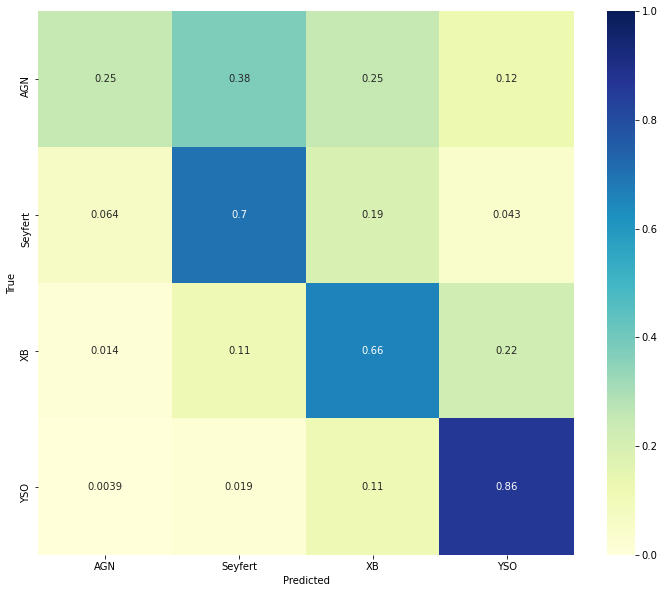 AGN 0.25 0.38 0.25 0.12
Seyfert 0.064 0.7 0.19 0.043
XB 0.014 0.11 0.66 0.22
YSO 0.0039 0.019 0.11 0.86
True
AGN Seyfert XB YSO
Predicted
1.0
0.8
0.6
0.4
0.2
0.0